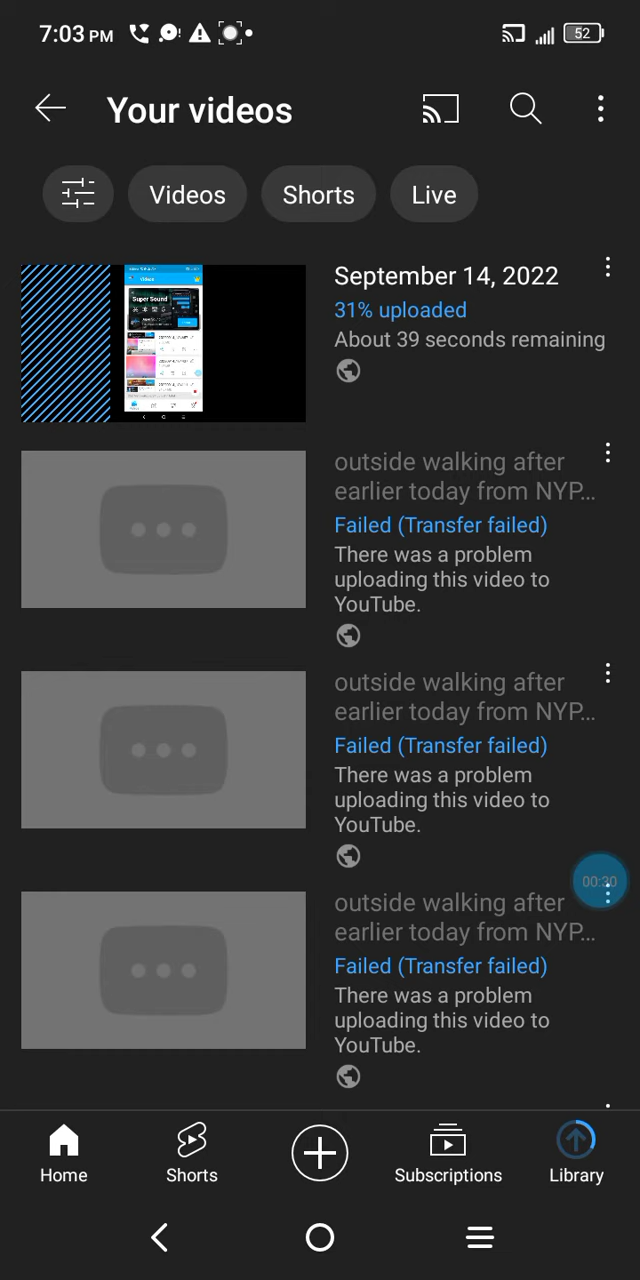 7:03 PM
52
Your videos
Videos
Shorts
Live
Super Sound
September 14, 2022
31% uploaded
About 39 seconds remaining
outside walking after
earlier today from NYP...
Failed (Transfer failed)
There was a problem
uploading this video to
YouTube.
outside walking after
earlier today from NYP...
Failed (Transfer failed)
There was a problem
uploading this video to
YouTube.
00:30
outside walking after
earlier today from NYP...
Failed (Transfer failed)
There was a problem
uploading this video to
YouTube.
Home
Shorts
Subscriptions
Library